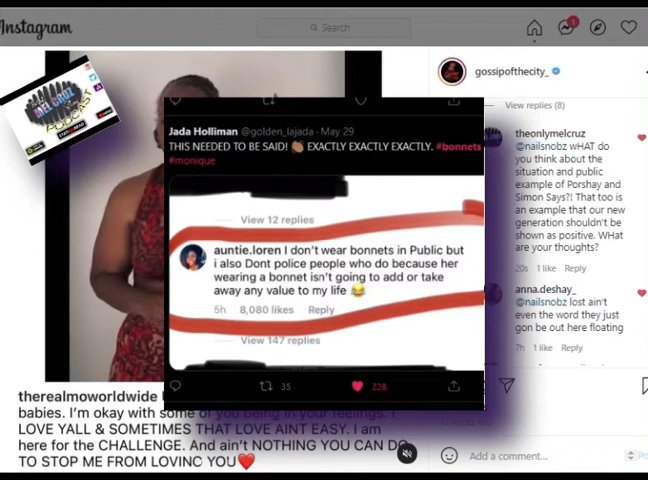 Instagram
Search
1
MEL CRUZ
PODCAST
gossipofthecity_
View replies (8)
theonlymelcruz
@nailsnobz wHAT do
you think about the
situation and public
example of Porshay and
Simon Says?! That too is
an example that our new
generation shouldn't be
shown as positive. WHat
are your thoughts?
20s 1 like Reply
anna.deshay_
@nailsnobz lost ain't
even the word they just
gon be out here floating
7h 1 like Reply
Add a comment...
Jada Holliman @golden_lajada · May 29
THIS NEEDED TO BE SAID! 👏🏽 EXACTLY EXACTLY EXACTLY. #bonnets
#monique
View 12 replies
auntie.loren I don't wear bonnets in Public but
i also Dont police people who do because her
wearing a bonnet isn't going to add or take
away any value to my life 😂
5h 8,080 likes Reply
View 147 replies
35
228
therealmoworldwide
babies. I'm okay with some of you being in your feelings. I
LOVE YALL & SOMETIMES THAT LOVE AINT EASY. I am
here for the CHALLENGE. And ain't NOTHING YOU CAN DO
TO STOP ME FROM LOVING YOU❤️